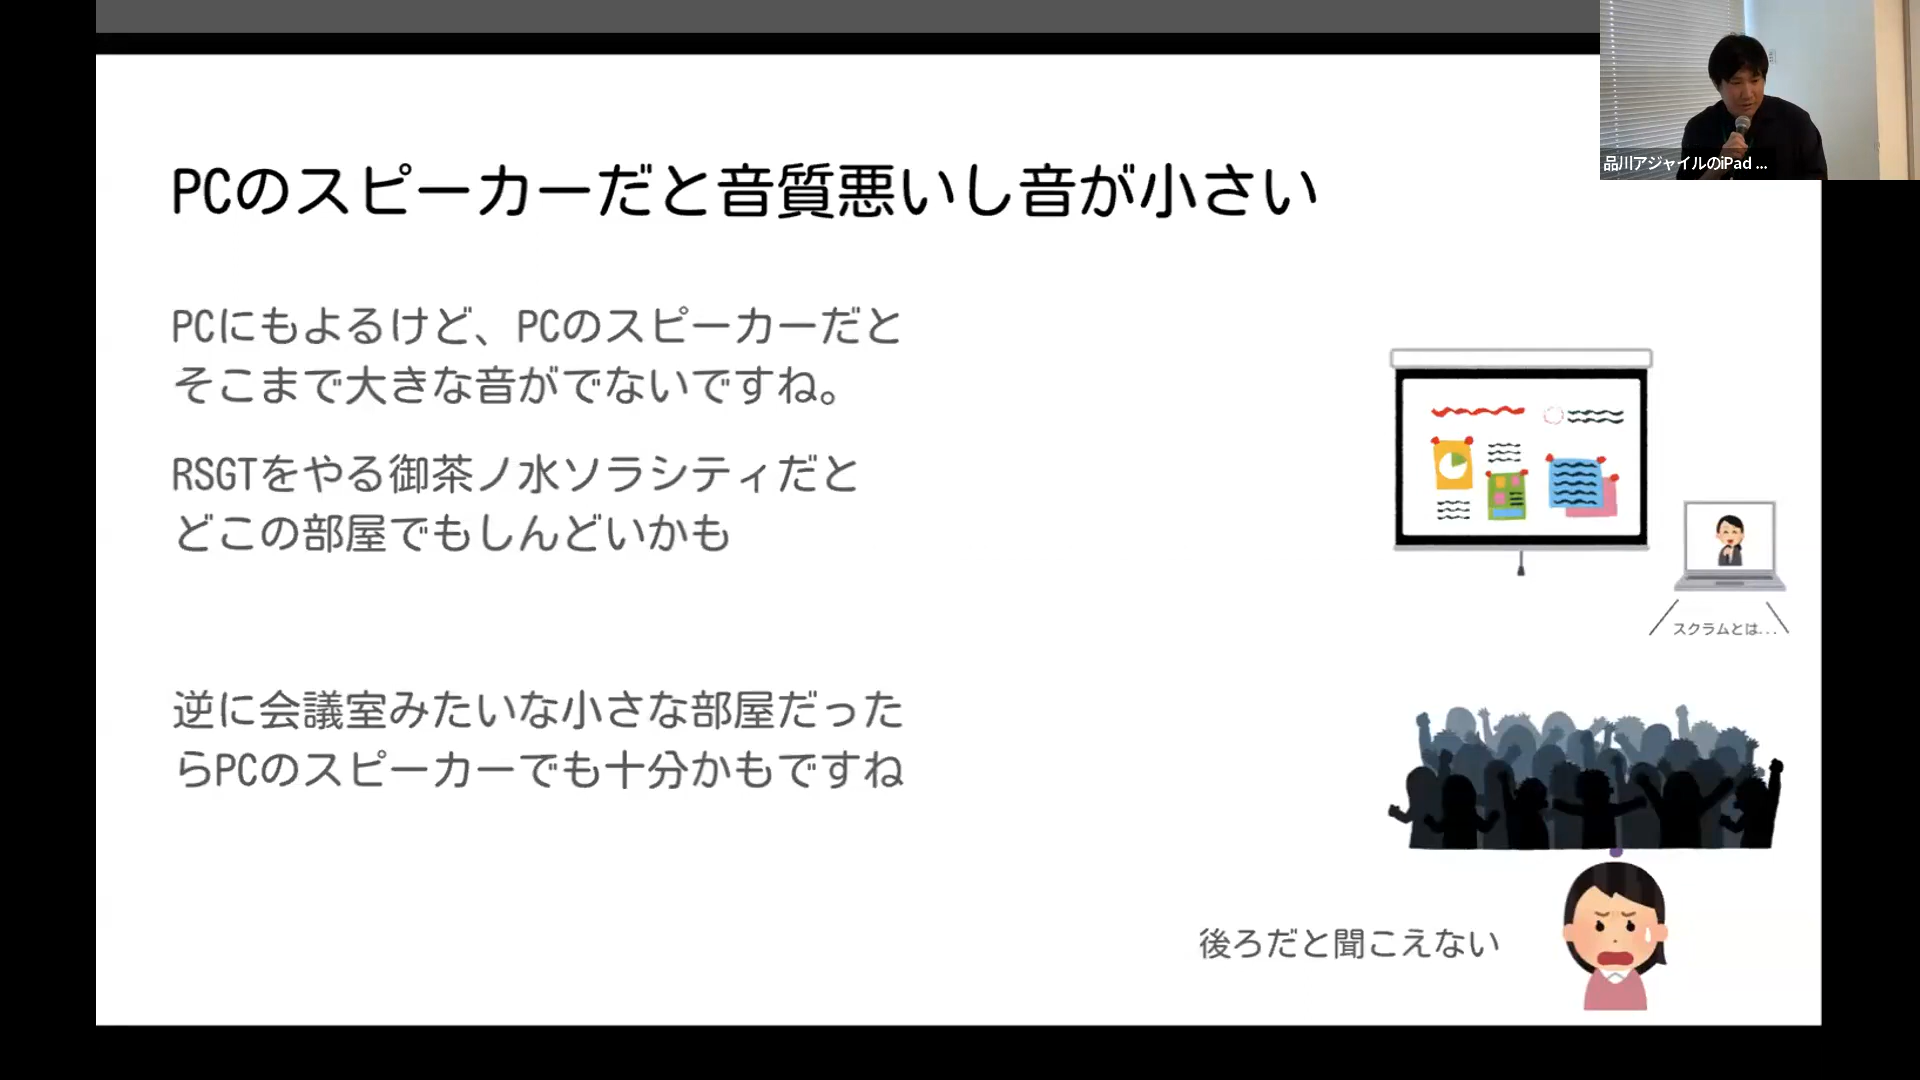 PCのスピーカーだと音質悪いし音が小さい
品川アジャイルのiPad ...
PCにもよるけど、PCのスピーカーだと
そこまで大きな音がでないですね。
RSGTをやる御茶ノ水ソラシティだと
どこの部屋でもしんどいかも
スクラムとは...
逆に会議室みたいな小さな部屋だった
らPCのスピーカーでも十分かもですね
後ろだと聞こえない